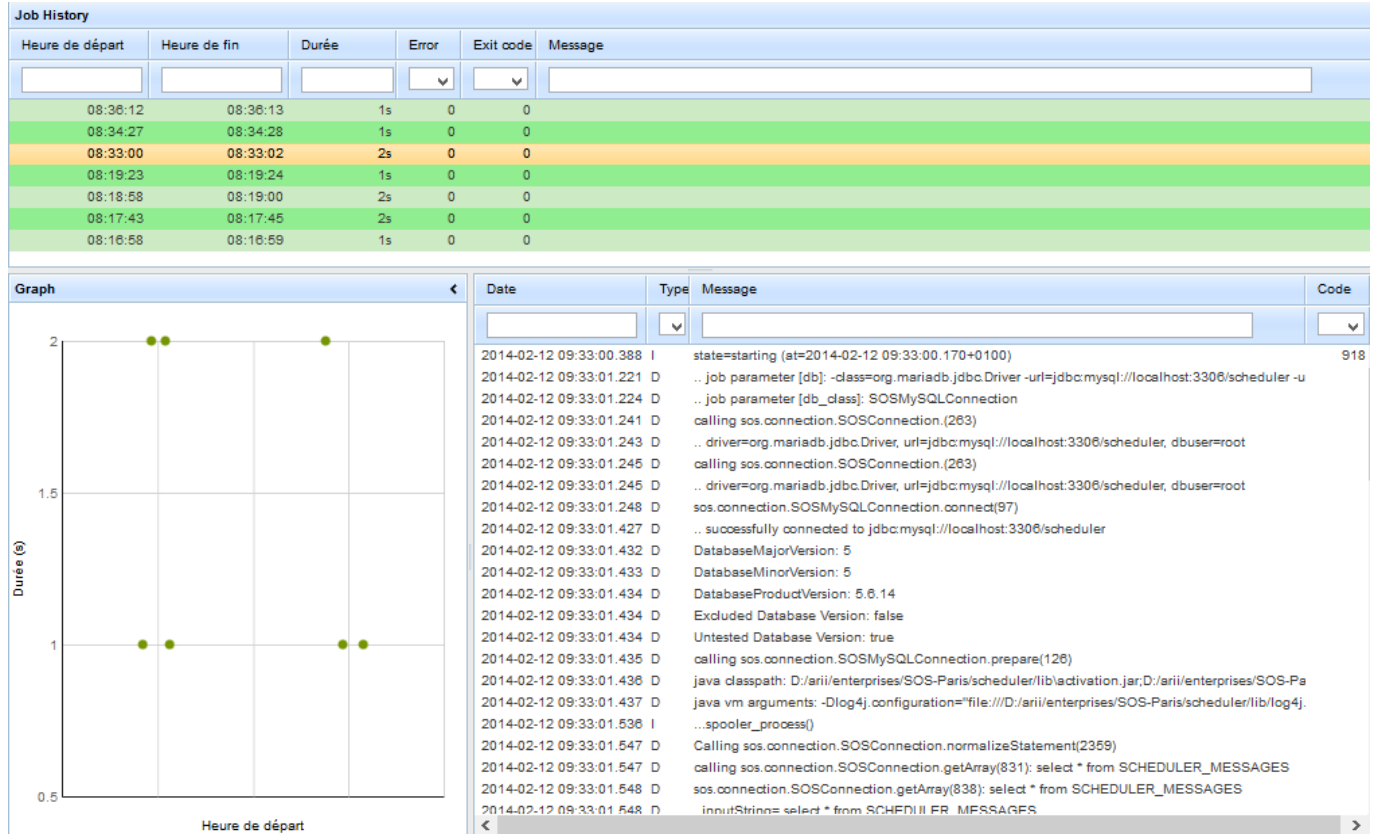 Job History
Heure de départ Heure de fin Durée Error Exit code Message
08:36:12 08:36:13 1s 0 0
08:34:27 08:34:28 1s 0 0
08:33:00 08:33:02 2s 0 0
08:19:23 08:19:24 1s 0 0
08:18:58 08:19:00 2s 0 0
08:17:43 08:17:45 2s 0 0
08:16:58 08:16:59 1s 0 0
Graph
2
1.5
1
0.5
Durée (s)
Heure de départ
Date Type Message Code
2014-02-12 09:33:00.388 I state=starting (at=2014-02-12 09:33:00.170+0100) 918
2014-02-12 09:33:01.221 D .. job parameter [db]: -class=org.mariadb.jdbc.Driver -url=jdbc:mysql://localhost:3306/scheduler -u
2014-02-12 09:33:01.224 D .. job parameter [db_class]: SOSMySQLConnection
2014-02-12 09:33:01.241 D calling sos.connection.SOSConnection.(263)
2014-02-12 09:33:01.243 D .. driver=org.mariadb.jdbc.Driver, url=jdbc:mysql://localhost:3306/scheduler, dbuser=root
2014-02-12 09:33:01.245 D calling sos.connection.SOSConnection.(263)
2014-02-12 09:33:01.245 D .. driver=org.mariadb.jdbc.Driver, url=jdbc:mysql://localhost:3306/scheduler, dbuser=root
2014-02-12 09:33:01.248 D sos.connection.SOSMySQLConnection.connect(97)
2014-02-12 09:33:01.427 D .. successfully connected to jdbc:mysql://localhost:3306/scheduler
2014-02-12 09:33:01.432 D DatabaseMajorVersion: 5
2014-02-12 09:33:01.433 D DatabaseMinorVersion: 5
2014-02-12 09:33:01.434 D DatabaseProductVersion: 5.6.14
2014-02-12 09:33:01.434 D Excluded Database Version: false
2014-02-12 09:33:01.434 D Untested Database Version: true
2014-02-12 09:33:01.435 D calling sos.connection.SOSMySQLConnection.prepare(126)
2014-02-12 09:33:01.436 D java classpath: D:/arii/enterprises/SOS-Paris/scheduler/lib\activation.jar;D:/arii/enterprises/SOS-Pa
2014-02-12 09:33:01.437 D java vm arguments: -Dlog4j.configuration="file:///D:/arii/enterprises/SOS-Paris/scheduler/lib/log4j.
2014-02-12 09:33:01.536 I ...spooler_process()
2014-02-12 09:33:01.547 D Calling sos.connection.SOSConnection.normalizeStatement(2359)
2014-02-12 09:33:01.547 D calling sos.connection.SOSConnection.getArray(831): select * from SCHEDULER_MESSAGES
2014-02-12 09:33:01.548 D sos.connection.SOSConnection.getArray(838): select * from SCHEDULER_MESSAGES
2014-02-12 09:33:01.548 D .. inputString= select * from SCHEDULER_MESSAGES